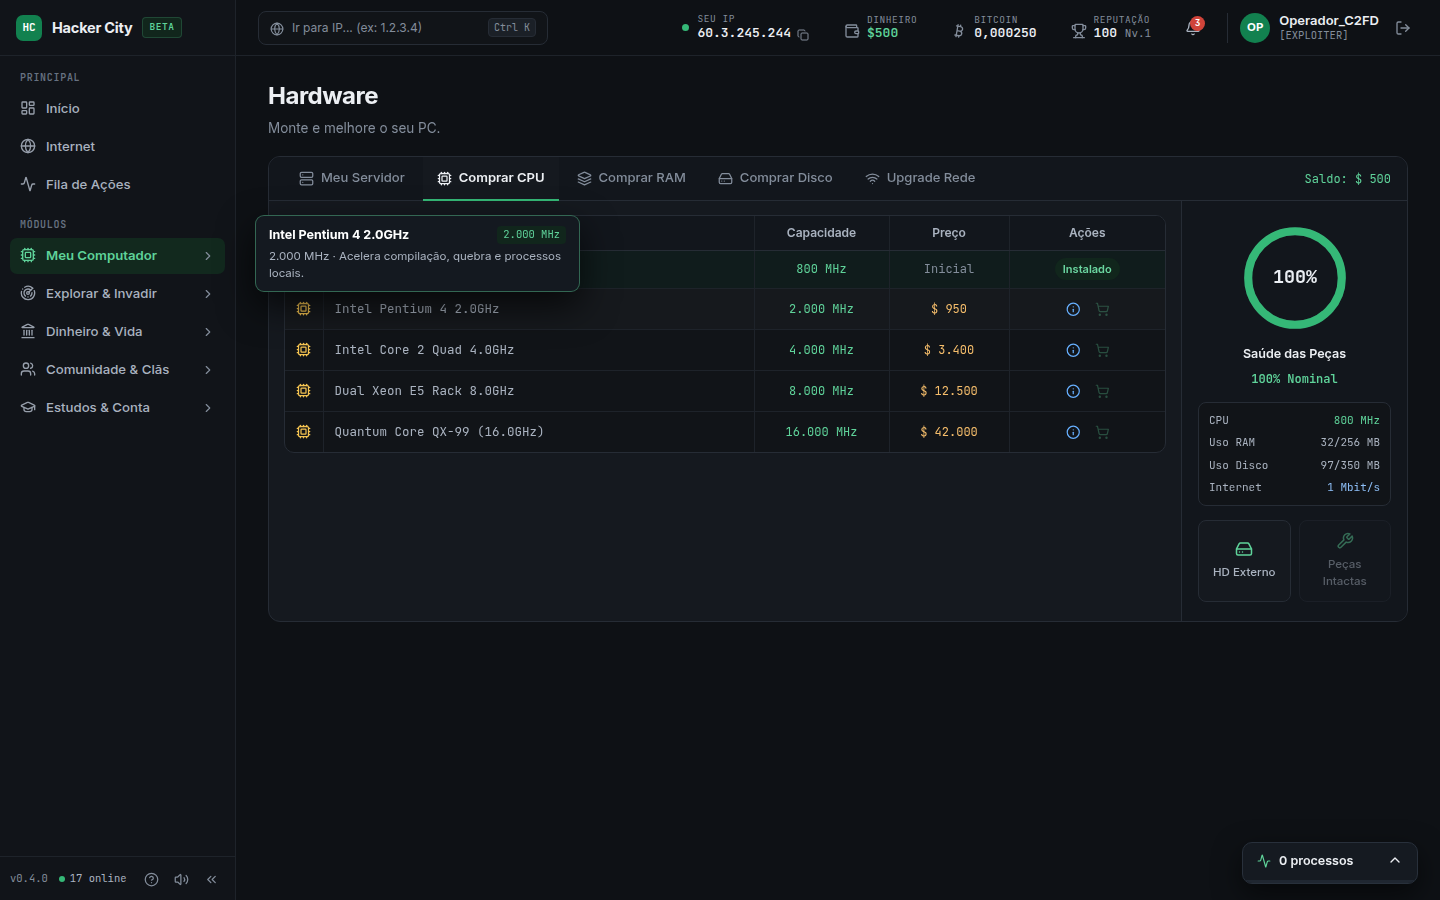 HC
Hacker City
BETA
Ir para IP... (ex: 1.2.3.4)
Ctrl K
SEU IP
60.3.245.244
DINHEIRO
$500
BITCOIN
0,000250
REPUTAÇÃO
100 Nv.1
3
OP
Operador_C2FD
[EXPLOITER]
PRINCIPAL
Início
Internet
Fila de Ações
MÓDULOS
Meu Computador
Explorar & Invadir
Dinheiro & Vida
Comunidade & Clãs
Estudos & Conta
Hardware
Monte e melhore o seu PC.
Meu Servidor
Comprar CPU
Comprar RAM
Comprar Disco
Upgrade Rede
Saldo: $ 500
Intel Pentium 4 2.0GHz
2.000 MHz
2.000 MHz · Acelera compilação, quebra e processos
locais.
Capacidade
Preço
Ações
800 MHz
Inicial
Instalado
Intel Pentium 4 2.0GHz
2.000 MHz
$ 950
Intel Core 2 Quad 4.0GHz
4.000 MHz
$ 3.400
Dual Xeon E5 Rack 8.0GHz
8.000 MHz
$ 12.500
Quantum Core QX-99 (16.0GHz)
16.000 MHz
$ 42.000
100%
Saúde das Peças
100% Nominal
CPU
800 MHz
Uso RAM
32/256 MB
Uso Disco
97/350 MB
Internet
1 Mbit/s
HD Externo
Peças
Intactas
v0.4.0
17 online
0 processos